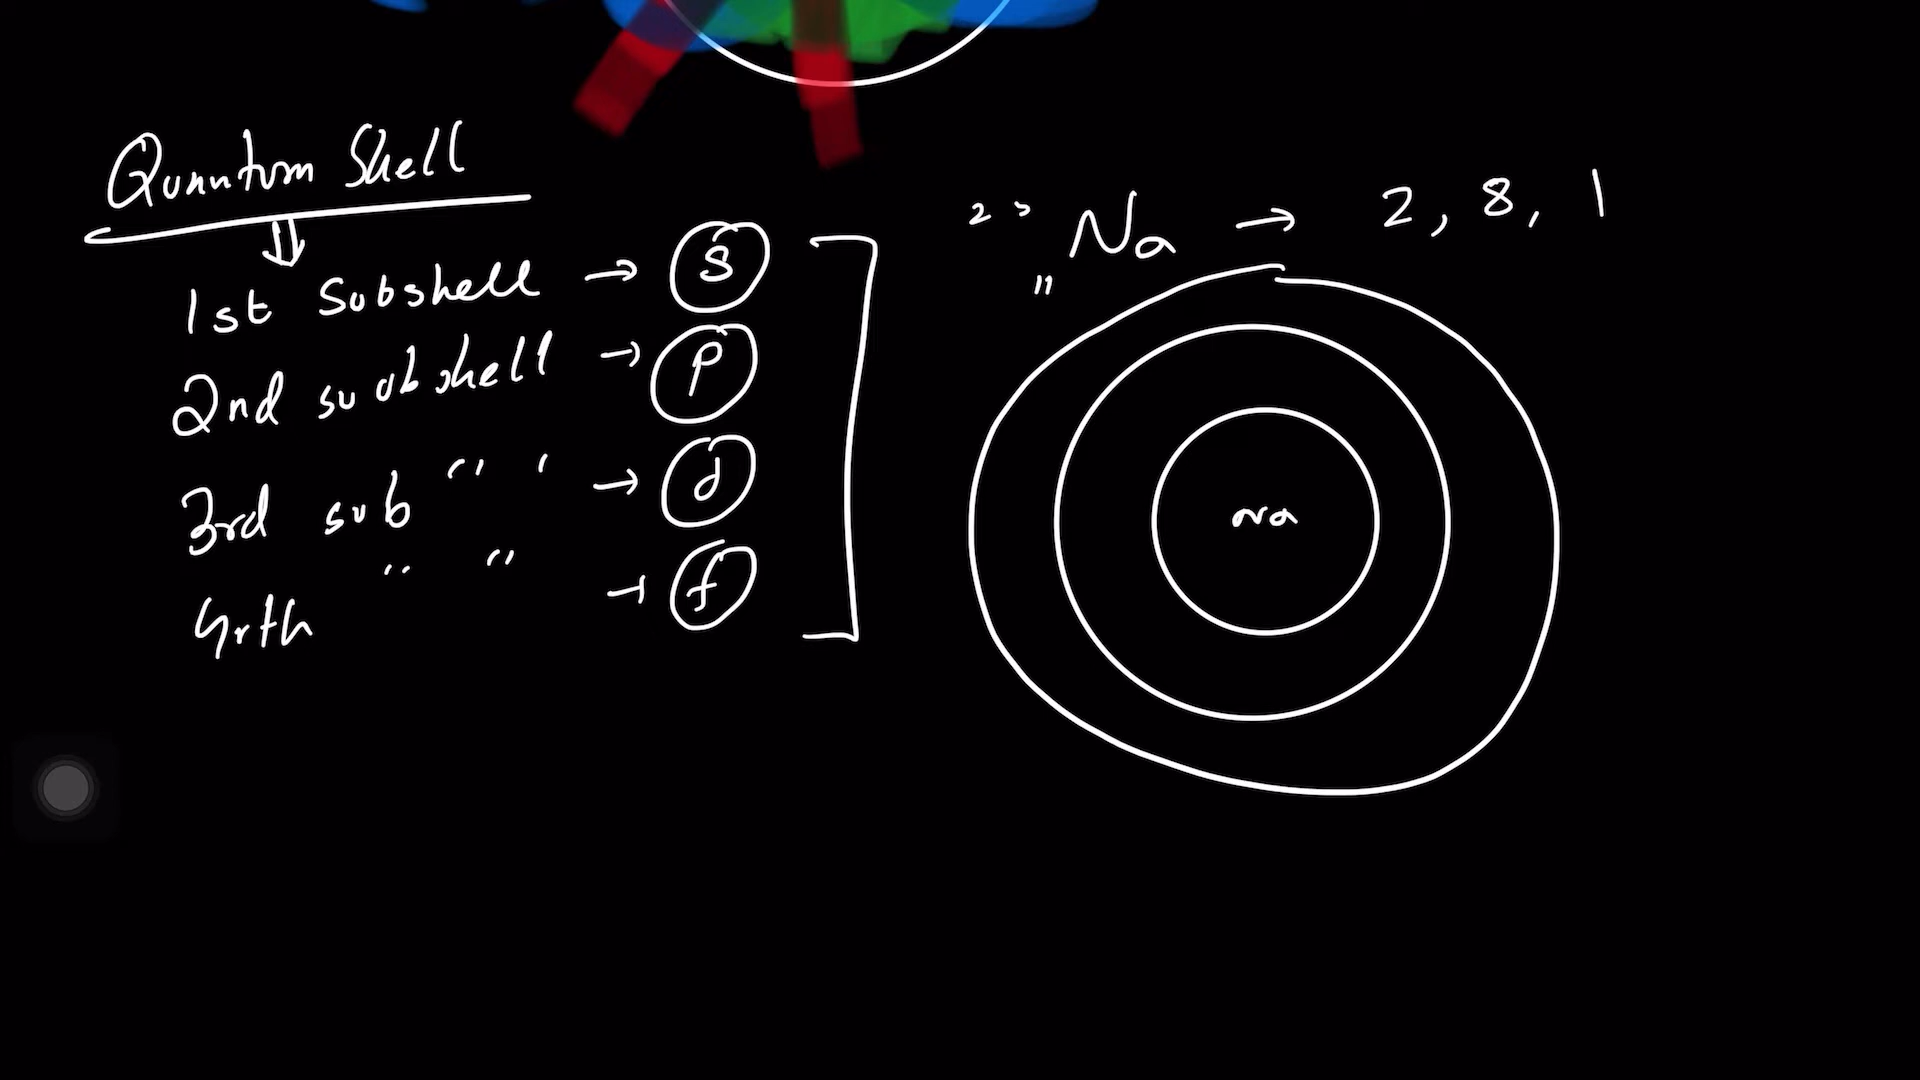 Quantum Shell
⇓
1st Subshell → s
2nd subshell → p
3rd sub " ' → d
4rth " " → f
23
11 Na → 2, 8, 1
Na